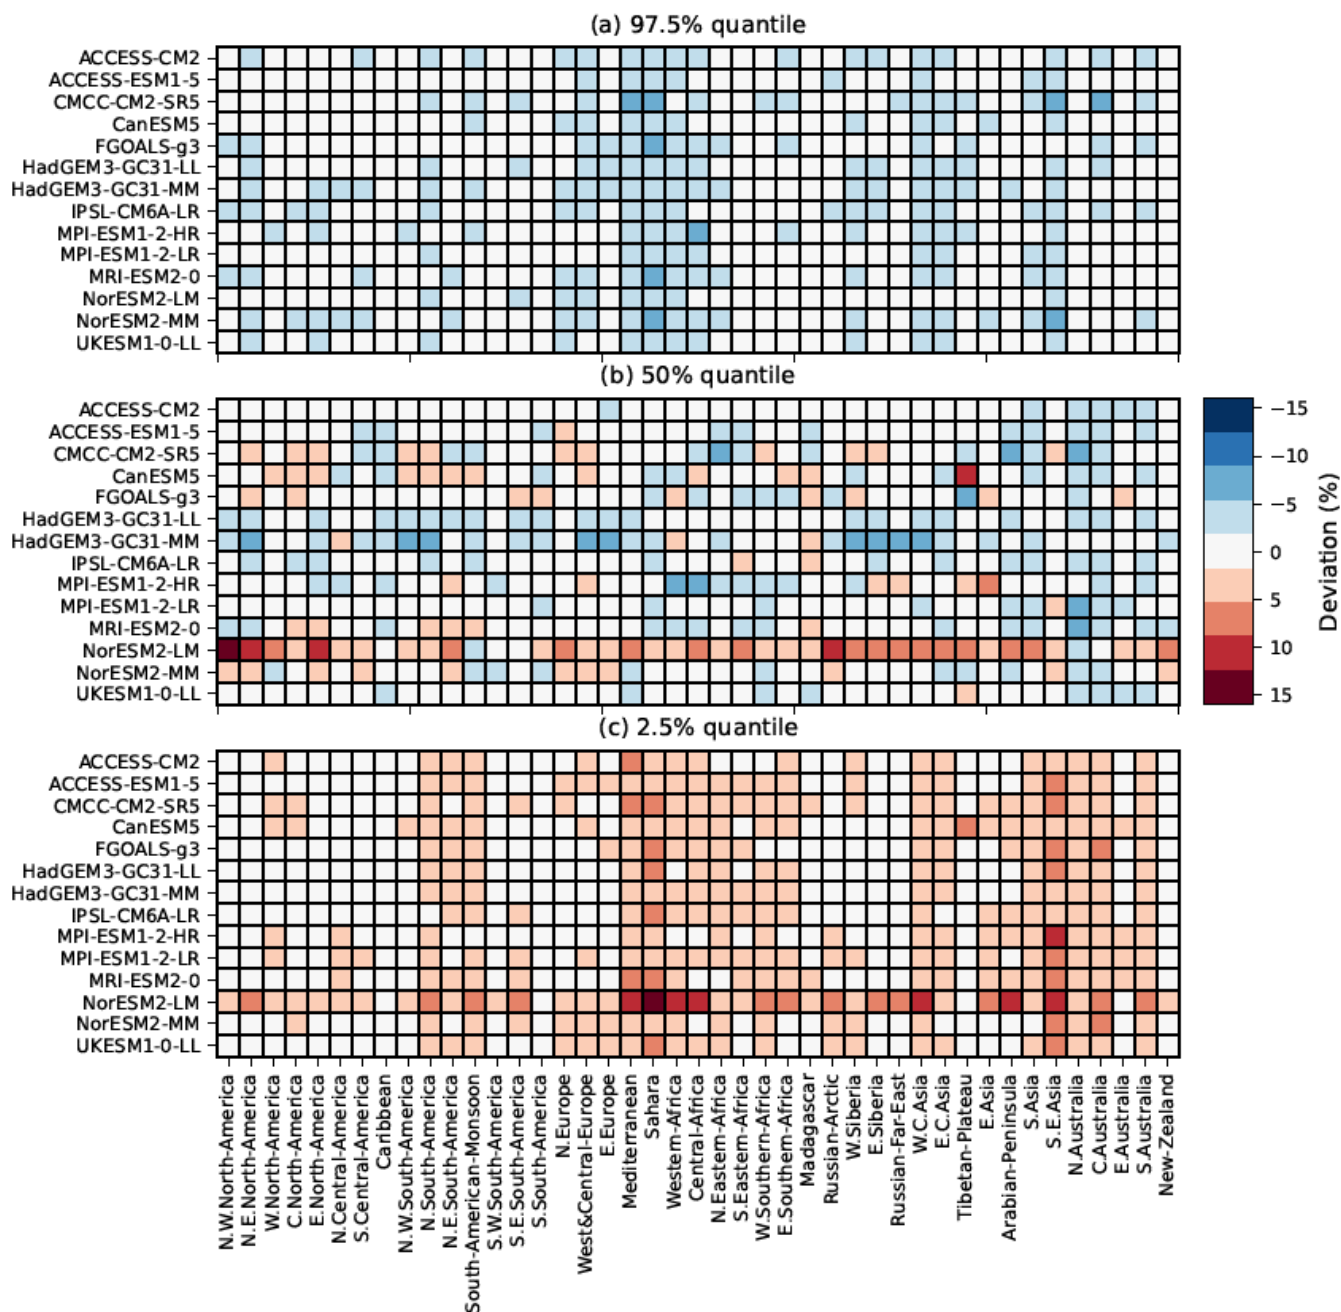 (a) 97.5% quantile
ACCESS-CM2
ACCESS-ESM1-5
CMCC-CM2-SR5
CanESM5
FGOALS-g3
HadGEM3-GC31-LL
HadGEM3-GC31-MM
IPSL-CM6A-LR
MPI-ESM1-2-HR
MPI-ESM1-2-LR
MRI-ESM2-0
NorESM2-LM
NorESM2-MM
UKESM1-0-LL
(b) 50% quantile
ACCESS-CM2
ACCESS-ESM1-5
CMCC-CM2-SR5
CanESM5
FGOALS-g3
HadGEM3-GC31-LL
HadGEM3-GC31-MM
IPSL-CM6A-LR
MPI-ESM1-2-HR
MPI-ESM1-2-LR
MRI-ESM2-0
NorESM2-LM
NorESM2-MM
UKESM1-0-LL
−15
−10
−5
0
5
10
15
Deviation (%)
(c) 2.5% quantile
ACCESS-CM2
ACCESS-ESM1-5
CMCC-CM2-SR5
CanESM5
FGOALS-g3
HadGEM3-GC31-LL
HadGEM3-GC31-MM
IPSL-CM6A-LR
MPI-ESM1-2-HR
MPI-ESM1-2-LR
MRI-ESM2-0
NorESM2-LM
NorESM2-MM
UKESM1-0-LL
N.W.North-America
N.E.North-America
W.North-America
C.North-America
E.North-America
N.Central-America
S.Central-America
Caribbean
N.W.South-America
N.South-America
N.E.South-America
South-American-Monsoon
S.W.South-America
S.E.South-America
S.South-America
N.Europe
West&Central-Europe
E.Europe
Mediterranean
Sahara
Western-Africa
Central-Africa
N.Eastern-Africa
S.Eastern-Africa
W.Southern-Africa
E.Southern-Africa
Madagascar
Russian-Arctic
W.Siberia
E.Siberia
Russian-Far-East
W.C.Asia
E.C.Asia
Tibetan-Plateau
E.Asia
Arabian-Peninsula
S.Asia
S.E.Asia
N.Australia
C.Australia
E.Australia
S.Australia
New-Zealand